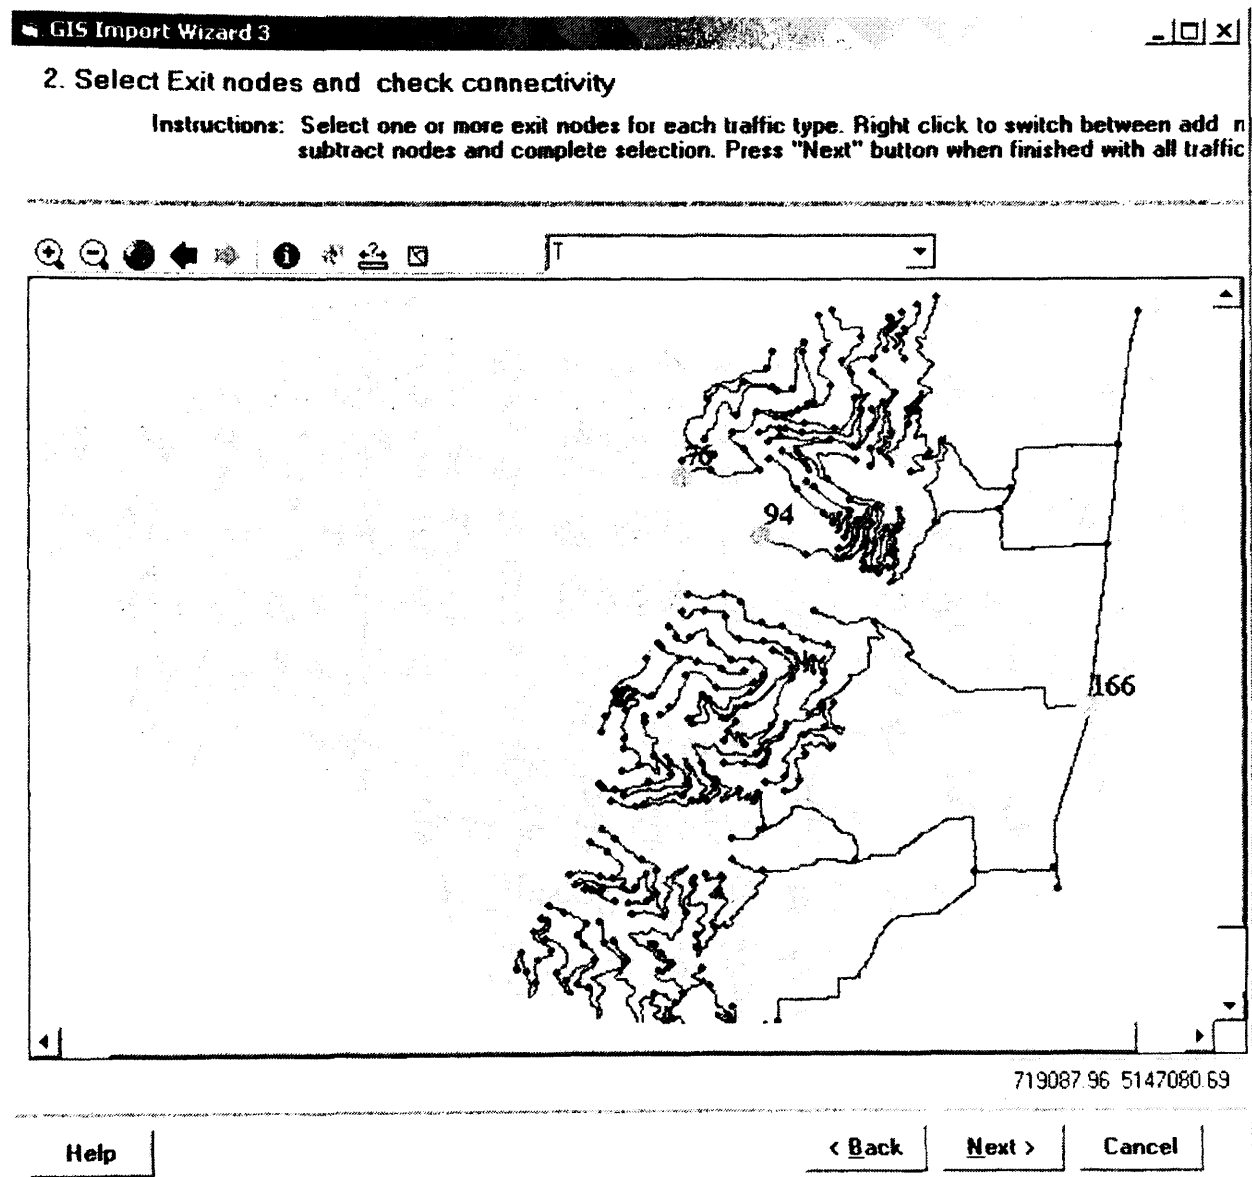 GIS Import Wizard 3
2. Select Exit nodes and check connectivity
Instructions: Select one or more exit nodes for each traffic type. Right click to switch between add n
subtract nodes and complete selection. Press "Next" button when finished with all traffic
T
76
94
166
719087.96 5147080.69
Help
< Back
Next >
Cancel